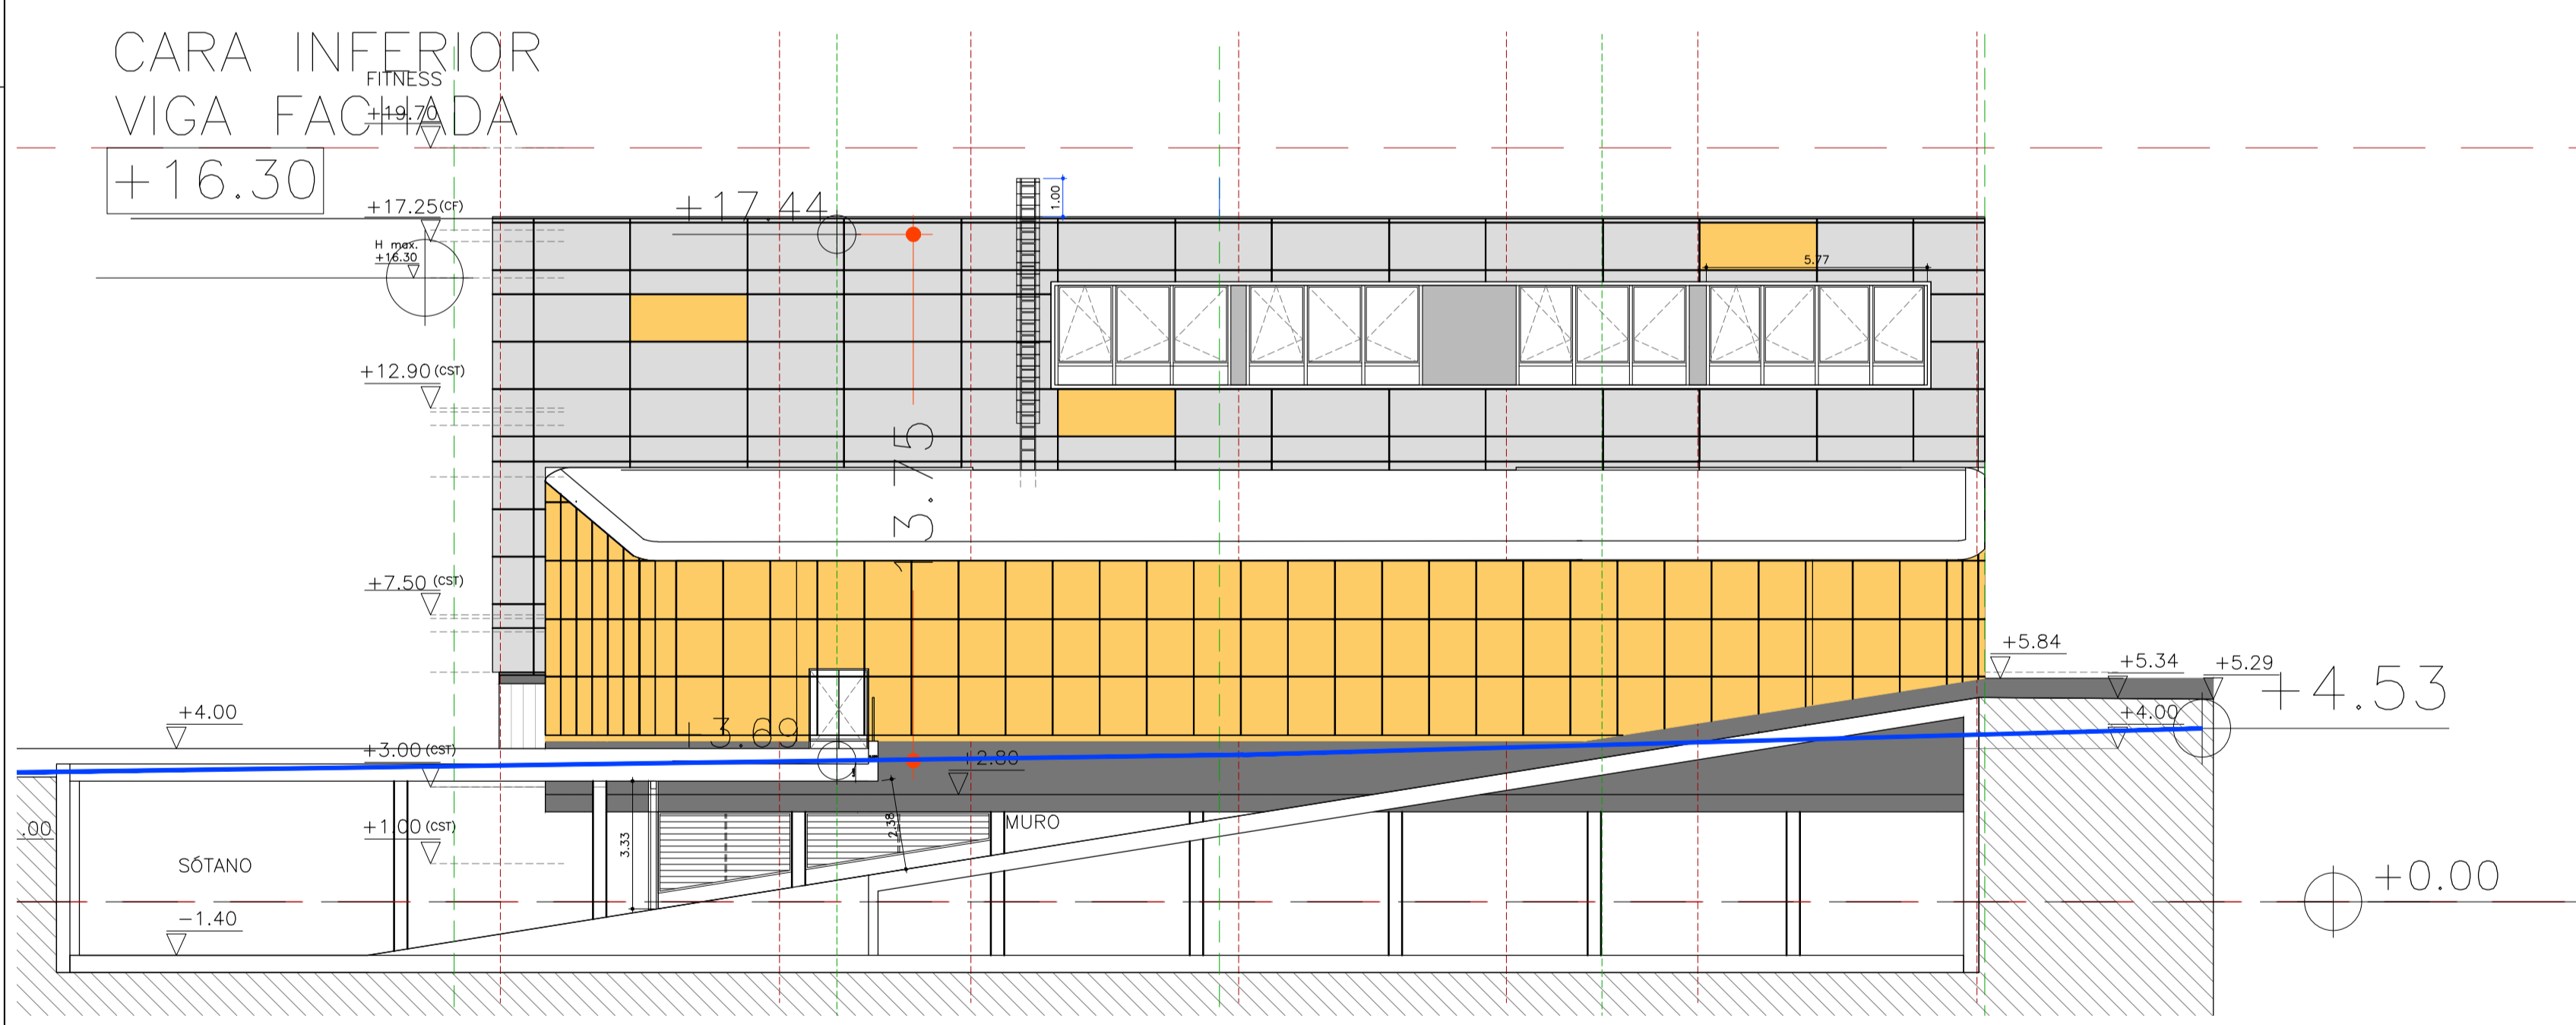 CARA INFERIOR
FITNESS
VIGA FACHADA
+19.70
+16.30
+17.25(CF)
+17.44
1.00
H max.
+16.30
5.77
+12.90(CST)
13.75
+7.50(CST)
+5.84
+5.34
+5.29
+4.53
+4.00
+4.00
+3.69
+3.00(CST)
+2.80
.00
+1.00(CST)
3.33
2.38
MURO
SÓTANO
+0.00
-1.40